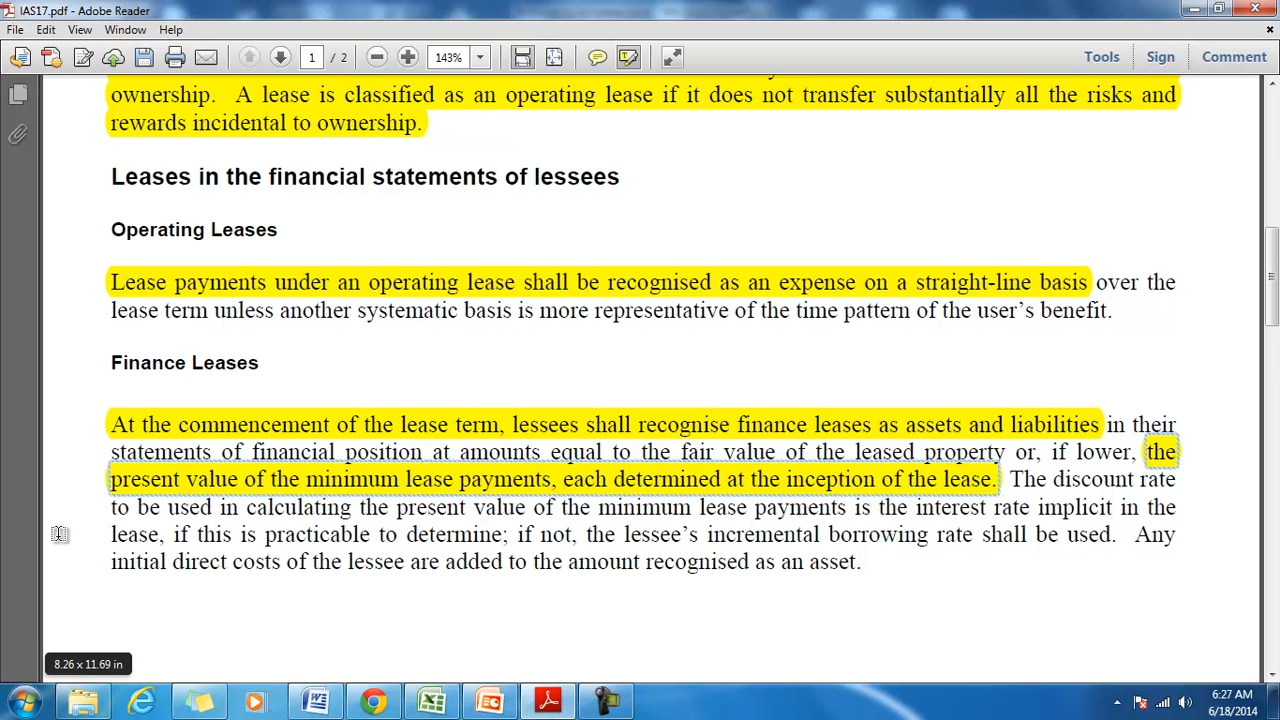 IAS17.pdf - Adobe Reader
File Edit View Window Help
1 / 2 143% Tools Sign Comment
ownership. A lease is classified as an operating lease if it does not transfer substantially all the risks and
rewards incidental to ownership.
Leases in the financial statements of lessees
Operating Leases
Lease payments under an operating lease shall be recognised as an expense on a straight-line basis over the
lease term unless another systematic basis is more representative of the time pattern of the user's benefit.
Finance Leases
At the commencement of the lease term, lessees shall recognise finance leases as assets and liabilities in their
statements of financial position at amounts equal to the fair value of the leased property or, if lower, the
present value of the minimum lease payments, each determined at the inception of the lease. The discount rate
to be used in calculating the present value of the minimum lease payments is the interest rate implicit in the
lease, if this is practicable to determine; if not, the lessee's incremental borrowing rate shall be used. Any
initial direct costs of the lessee are added to the amount recognised as an asset.
8.26 x 11.69 in
6:27 AM
6/18/2014